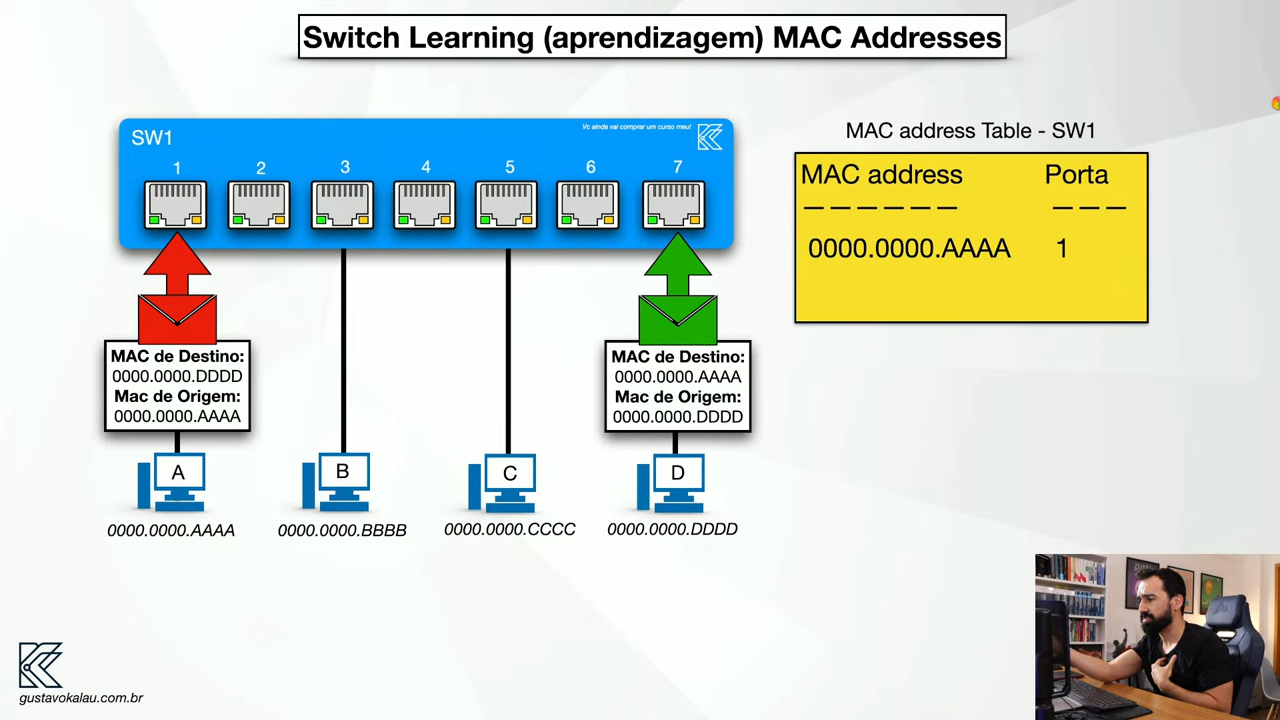 Switch Learning (aprendizagem) MAC Addresses
SW1
Vc ainda vai comprar um curso meu!
1 2 3 4 5 6 7
MAC address Table - SW1
MAC address Porta
0000.0000.AAAA 1
MAC de Destino:
0000.0000.DDDD
Mac de Origem:
0000.0000.AAAA
MAC de Destino:
0000.0000.AAAA
Mac de Origem:
0000.0000.DDDD
A B C D
0000.0000.AAAA 0000.0000.BBBB 0000.0000.CCCC 0000.0000.DDDD
gustavokalau.com.br